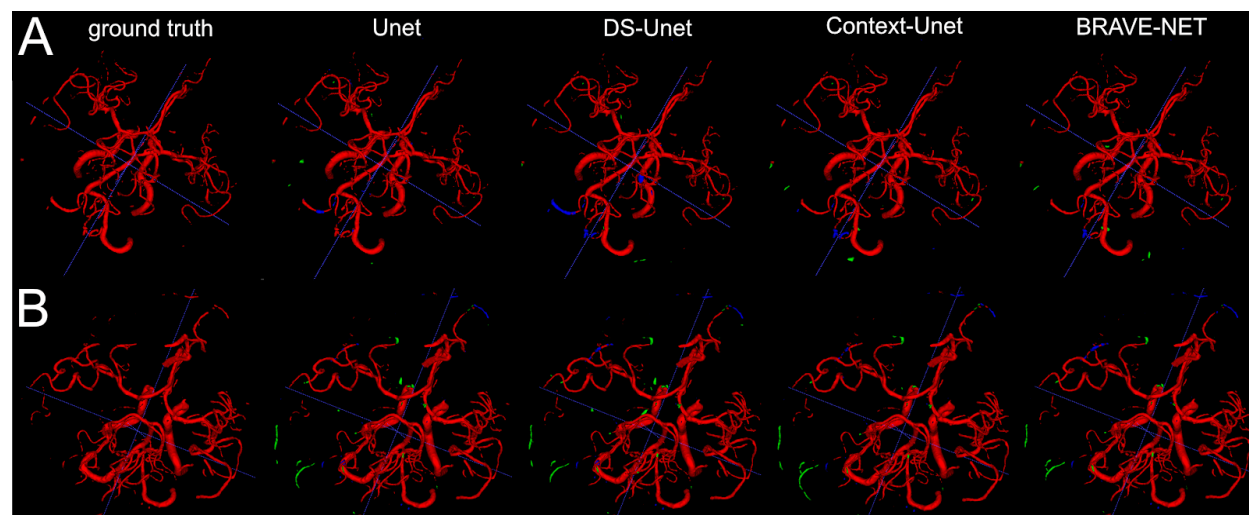 A
ground truth
Unet
DS-Unet
Context-Unet
BRAVE-NET
B